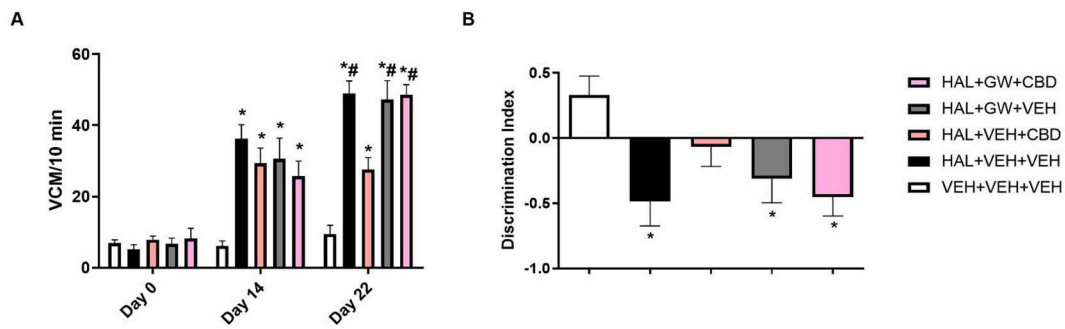 A
VCM/10 min
60
40
20
0
* * * *
*# * *# *#
Day 0
Day 14
Day 22
B
Discrimination Index
0.5
0.0
-0.5
-1.0
* * *
HAL+GW+CBD
HAL+GW+VEH
HAL+VEH+CBD
HAL+VEH+VEH
VEH+VEH+VEH